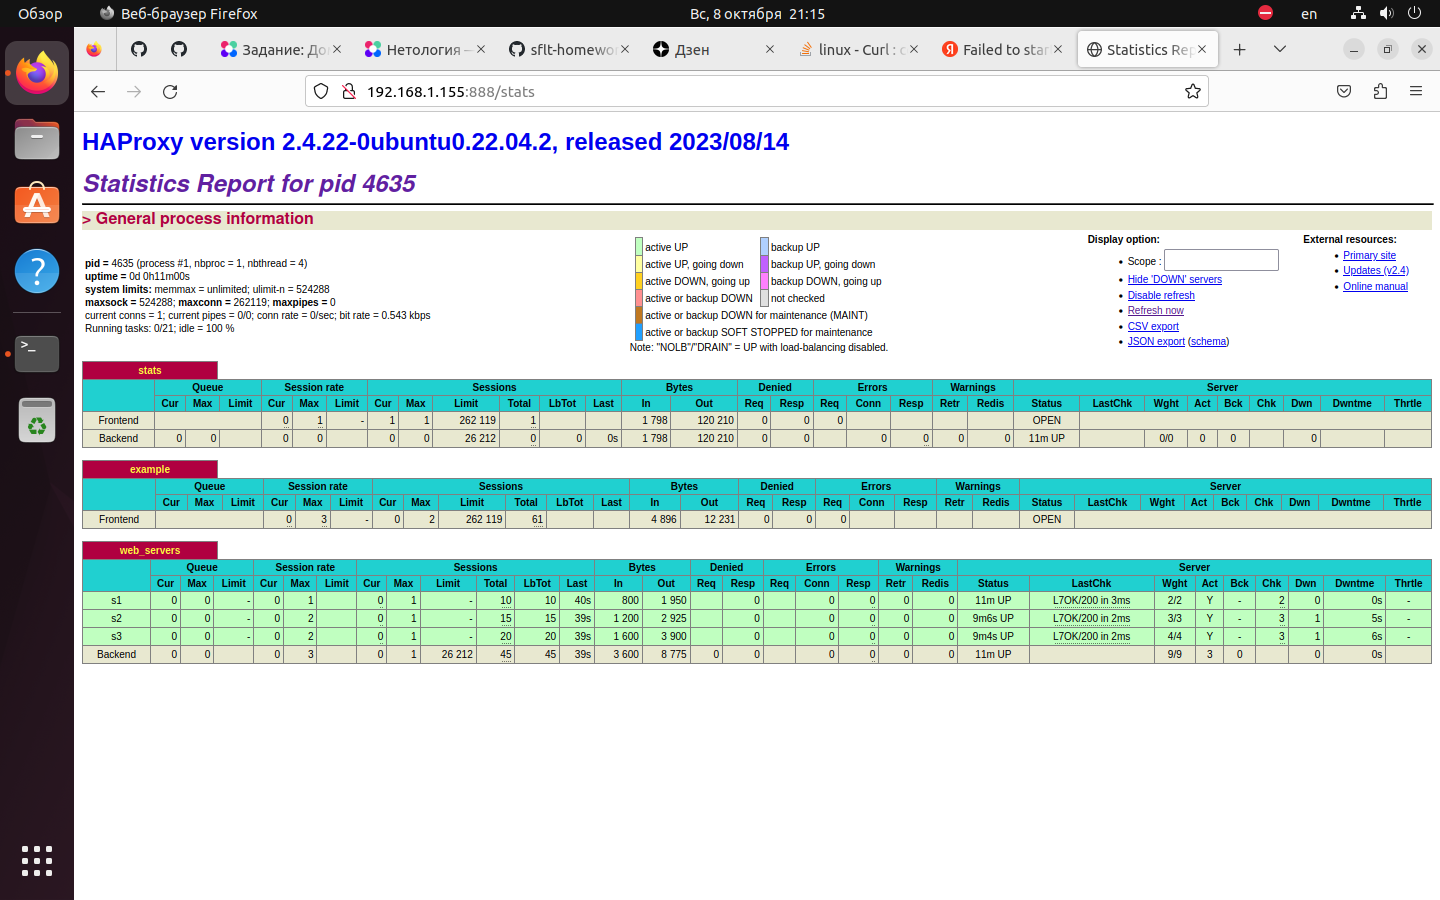 Обзор Веб-браузер Firefox Вс, 8 октября 21:15 en
Задание: До Нетология – sflt-homewo Дзен linux - Curl : c Failed to star Statistics Rep
192.168.1.155:888/stats
HAProxy version 2.4.22-0ubuntu0.22.04.2, released 2023/08/14
Statistics Report for pid 4635
> General process information
pid = 4635 (process #1, nbproc = 1, nbthread = 4)
uptime = 0d 0h11m00s
system limits: memmax = unlimited; ulimit-n = 524288
maxsock = 524288; maxconn = 262119; maxpipes = 0
current conns = 1; current pipes = 0/0; conn rate = 0/sec; bit rate = 0.543 kbps
Running tasks: 0/21; idle = 100 %
active UP backup UP
active UP, going down backup UP, going down
active DOWN, going up backup DOWN, going up
active or backup DOWN not checked
active or backup DOWN for maintenance (MAINT)
active or backup SOFT STOPPED for maintenance
Note: "NOLB"/"DRAIN" = UP with load-balancing disabled.
Display option:
• Scope :
• Hide 'DOWN' servers
• Disable refresh
• Refresh now
• CSV export
• JSON export (schema)
External resources:
• Primary site
• Updates (v2.4)
• Online manual
stats
Queue Session rate Sessions Bytes Denied Errors Warnings Server
Cur Max Limit Cur Max Limit Cur Max Limit Total LbTot Last In Out Req Resp Req Conn Resp Retr Redis Status LastChk Wght Act Bck Chk Dwn Dwntme Thrtle
Frontend 0 1 - 1 1 262 119 1 1 798 120 210 0 0 0 OPEN
Backend 0 0 0 0 0 0 26 212 0 0 0s 1 798 120 210 0 0 0 0 0 0 11m UP 0/0 0 0 0
example
Queue Session rate Sessions Bytes Denied Errors Warnings Server
Cur Max Limit Cur Max Limit Cur Max Limit Total LbTot Last In Out Req Resp Req Conn Resp Retr Redis Status LastChk Wght Act Bck Chk Dwn Dwntme Thrtle
Frontend 0 3 - 0 2 262 119 61 4 896 12 231 0 0 0 OPEN
web_servers
Queue Session rate Sessions Bytes Denied Errors Warnings Server
Cur Max Limit Cur Max Limit Cur Max Limit Total LbTot Last In Out Req Resp Req Conn Resp Retr Redis Status LastChk Wght Act Bck Chk Dwn Dwntme Thrtle
s1 0 0 - 0 1 0 1 - 10 10 40s 800 1 950 0 0 0 0 0 11m UP L7OK/200 in 3ms 2/2 Y - 2 0 0s -
s2 0 0 - 0 2 0 1 - 15 15 39s 1 200 2 925 0 0 0 0 0 9m6s UP L7OK/200 in 2ms 3/3 Y - 3 1 5s -
s3 0 0 - 0 2 0 1 - 20 20 39s 1 600 3 900 0 0 0 0 0 9m4s UP L7OK/200 in 2ms 4/4 Y - 3 1 6s -
Backend 0 0 0 3 0 1 26 212 45 45 39s 3 600 8 775 0 0 0 0 0 0 11m UP 9/9 3 0 0 0s